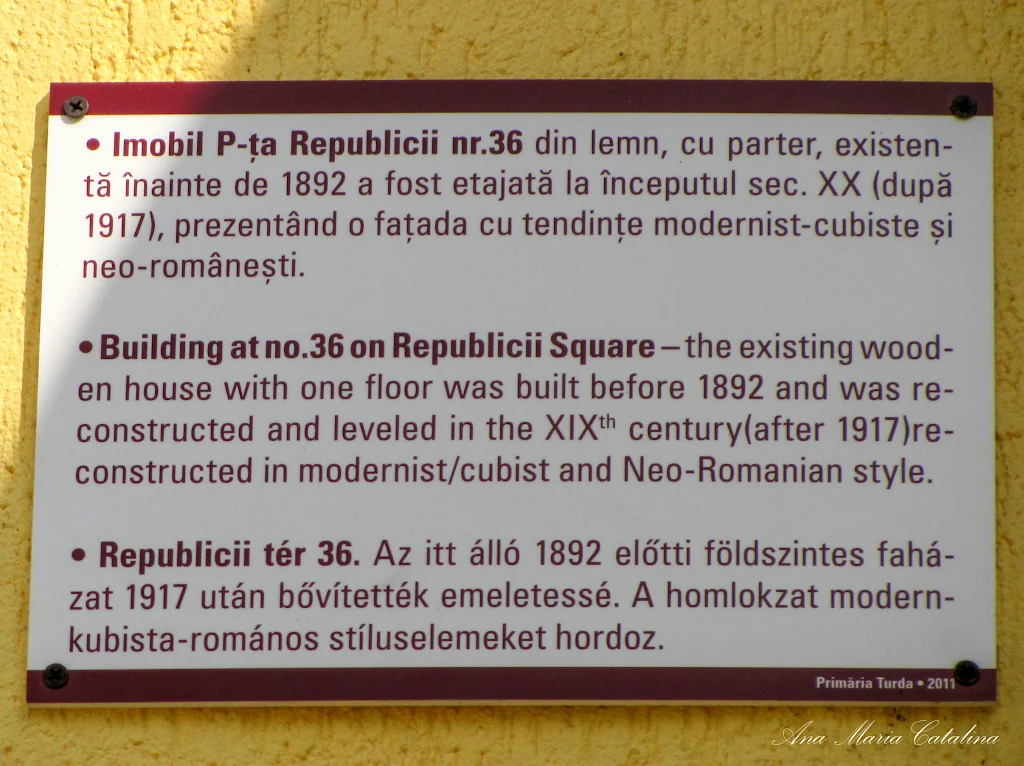 • Imobil P-ța Republicii nr.36 din lemn, cu parter, existen-
tă înainte de 1892 a fost etajată la începutul sec. XX (după
1917), prezentând o fațada cu tendințe modernist-cubiste și
neo-românești.
• Building at no.36 on Republicii Square – the existing wood-
en house with one floor was built before 1892 and was re-
constructed and leveled in the XIXth century(after 1917)re-
constructed in modernist/cubist and Neo-Romanian style.
• Republicii tér 36. Az itt álló 1892 előtti földszintes fahá-
zat 1917 után bővítették emeletessé. A homlokzat modern-
kubista-romános stíluselemeket hordoz.
Primăria Turda • 2011
Ana Maria Catalina